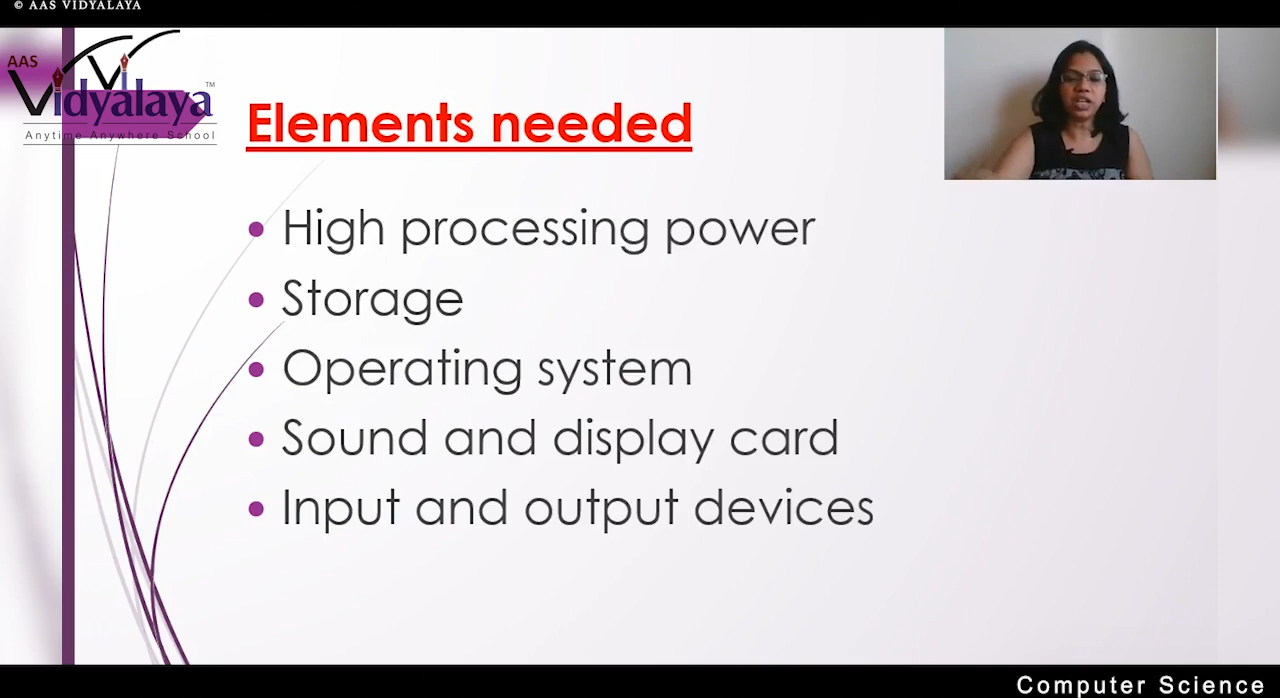 © AAS VIDYALAYA
AAS
Vidyalaya™
Anytime Anywhere School
Elements needed
• High processing power
• Storage
• Operating system
• Sound and display card
• Input and output devices
Computer Science